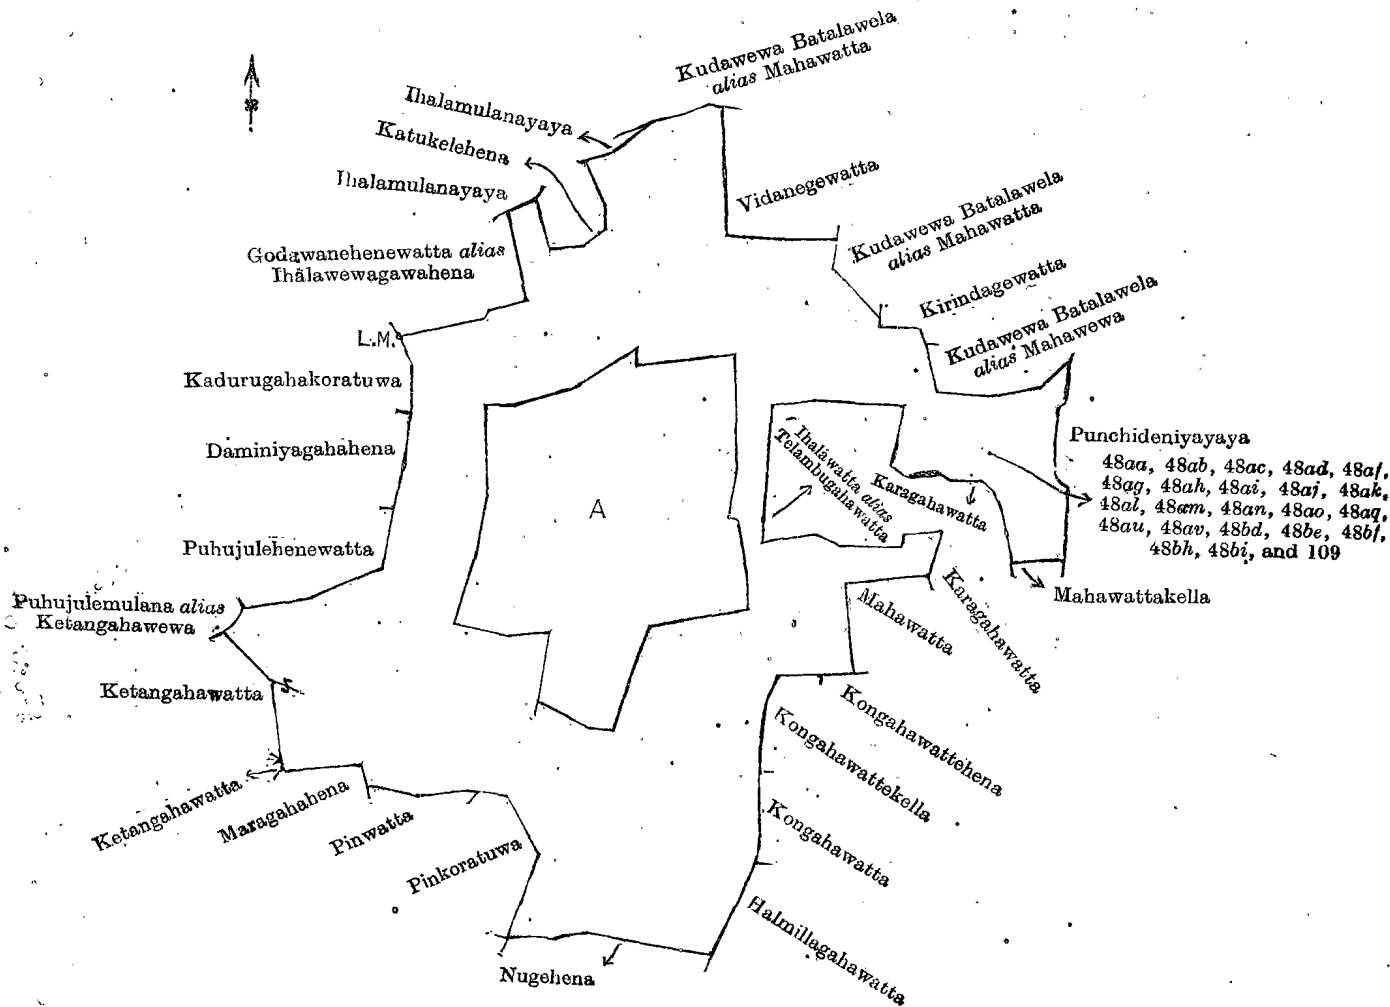 Kudawewa Batalawela
alias Mahawatta
Ihalamulanayaya
Katukelehena
Ihalamulanayaya
Vidanegewatta
Kudawewa Batalawela
alias Mahawatta
Godawanehenewatta alias
Ihalawewagawahena
Kirindagewatta
Kudawewa Batalawela
alias Mahawewa
L.M.
Kadurugahakoratuwa
Daminiyagahahena
Puhujulehenewatta
A
Ihalawatta alias
Telambugahawatta
Karagahawatta
Punchideniyayaya
48aa, 48ab, 48ac, 48ad, 48af,
48ag, 48ah, 48ai, 48aj, 48ak,
48al, 48am, 48an, 48ao, 48aq,
48au, 48av, 48bd, 48be, 48bf,
48bh, 48bi, and 109
Mahawattakella
Puhujulemulana alias
Ketangahawewa
Mahawatta
Karagahawatta
Ketangahawatta
Kongahawattehena
Kongahawattekella
Ketangahawatta
Maragahahena
Pinwatta
Pinkoratuwa
Kongahawatta
Halmillagahawatta
Nugehena